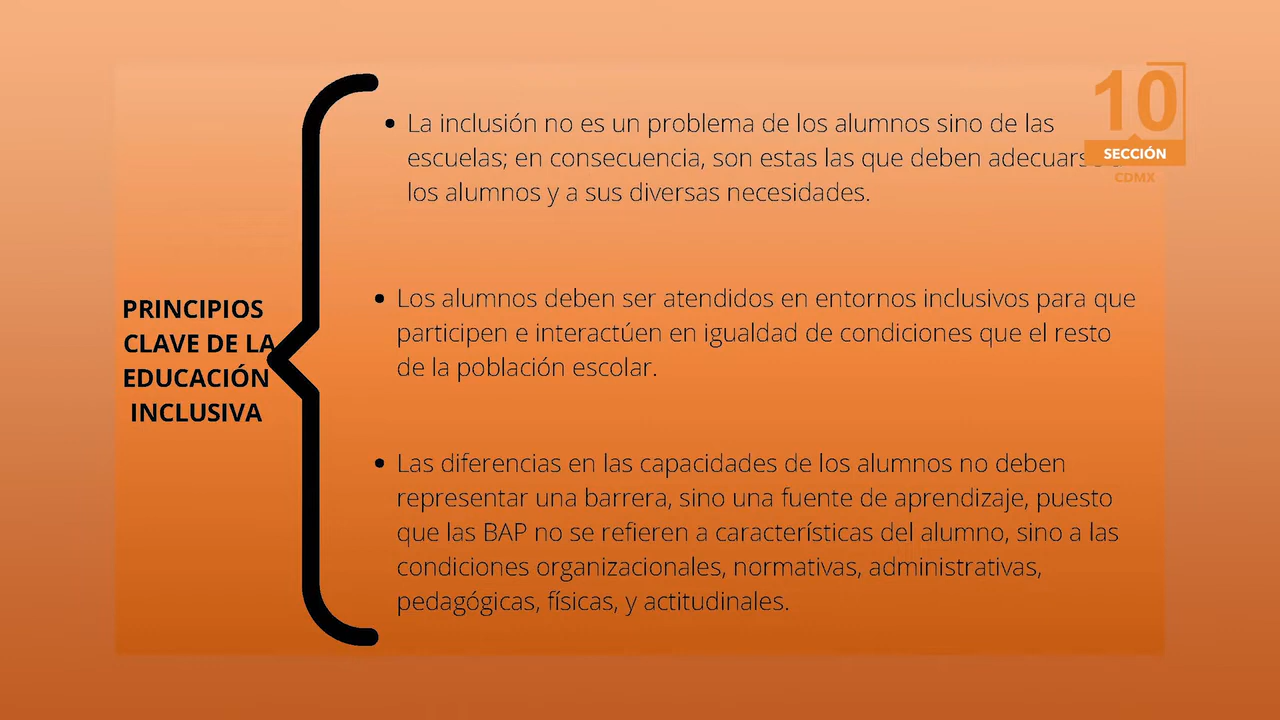 La inclusión no es un problema de los alumnos sino de las
escuelas; en consecuencia, son estas las que deben
los alumnos y a sus diversas necesidades.
10
SECCIÓN
CDMX
PRINCIPIOS
CLAVE DE LA
EDUCACIÓN
INCLUSIVA
Los alumnos deben ser atendidos en entornos inclusivos para que
participen e interactúen en igualdad de condiciones que el resto
de la población escolar.
Las diferencias en las capacidades de los alumnos no deben
representar una barrera, sino una fuente de aprendizaje, puesto
que las BAP no se refieren a características del alumno, sino a las
condiciones organizacionales, normativas, administrativas,
pedagógicas, físicas, y actitudinales.